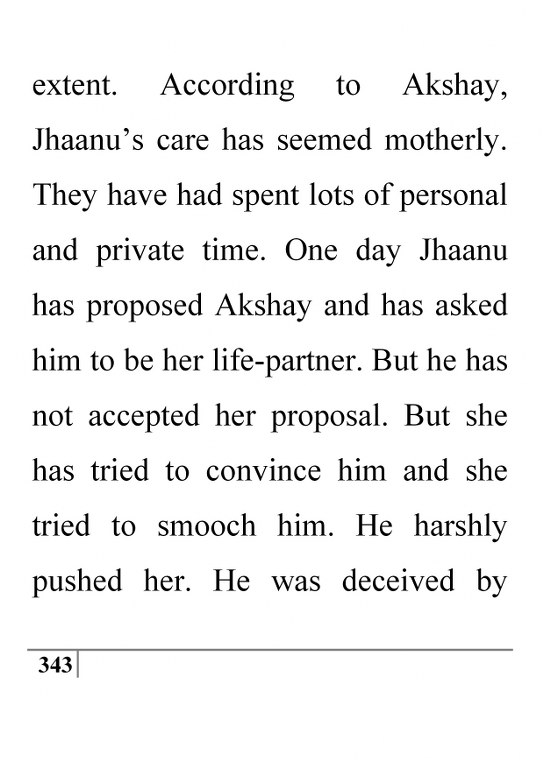 extent. According to Akshay,
Jhaanu’s care has seemed motherly.
They have had spent lots of personal
and private time. One day Jhaanu
has proposed Akshay and has asked
him to be her life-partner. But he has
not accepted her proposal. But she
has tried to convince him and she
tried to smooch him. He harshly
pushed her. He was deceived by
343